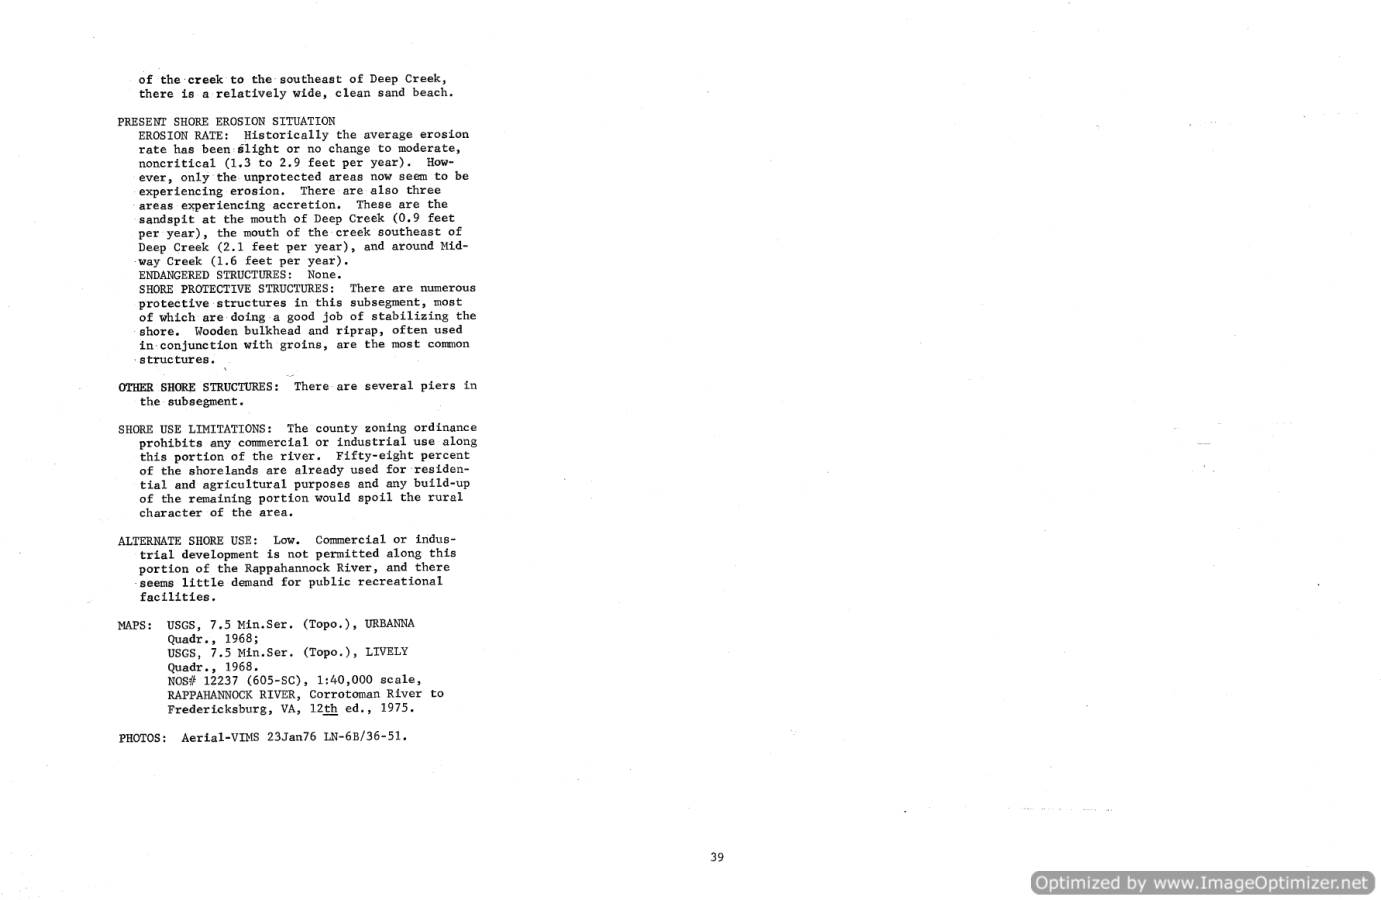 of the creek to the southeast of Deep Creek,
there is a relatively wide, clean sand beach.
PRESENT SHORE EROSION SITUATION
EROSION RATE: Historically the average erosion
rate has been slight or no change to moderate,
noncritical (1.3 to 2.9 feet per year). How-
ever, only the unprotected areas now seem to be
experiencing erosion. There are also three
areas experiencing accretion. These are the
sandspit at the mouth of Deep Creek (0.9 feet
per year), the mouth of the creek southeast of
Deep Creek (2.1 feet per year), and around Mid-
way Creek (1.6 feet per year).
ENDANGERED STRUCTURES: None.
SHORE PROTECTIVE STRUCTURES: There are numerous
protective structures in this subsegment, most
of which are doing a good job of stabilizing the
shore. Wooden bulkhead and riprap, often used
in conjunction with groins, are the most common
structures.
OTHER SHORE STRUCTURES: There are several piers in
the subsegment.
SHORE USE LIMITATIONS: The county zoning ordinance
prohibits any commercial or industrial use along
this portion of the river. Fifty-eight percent
of the shorelands are already used for residen-
tial and agricultural purposes and any build-up
of the remaining portion would spoil the rural
character of the area.
ALTERNATE SHORE USE: Low. Commercial or indus-
trial development is not permitted along this
portion of the Rappahannock River, and there
seems little demand for public recreational
facilities.
MAPS: USGS, 7.5 Min.Ser. (Topo.), URBANNA
Quadr., 1968;
USGS, 7.5 Min.Ser. (Topo.), LIVELY
Quadr., 1968.
NOS# 12237 (605-SC), 1:40,000 scale,
RAPPAHANNOCK RIVER, Corrotoman River to
Fredericksburg, VA, 12th ed., 1975.
PHOTOS: Aerial-VIMS 23Jan76 LN-6B/36-51.
39
Optimized by www.ImageOptimizer.net